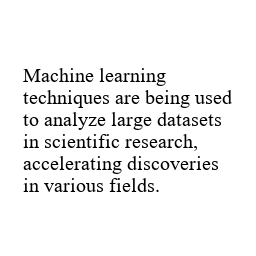 Machine learning
techniques are being used
to analyze large datasets
in scientific research,
accelerating discoveries
in various fields.